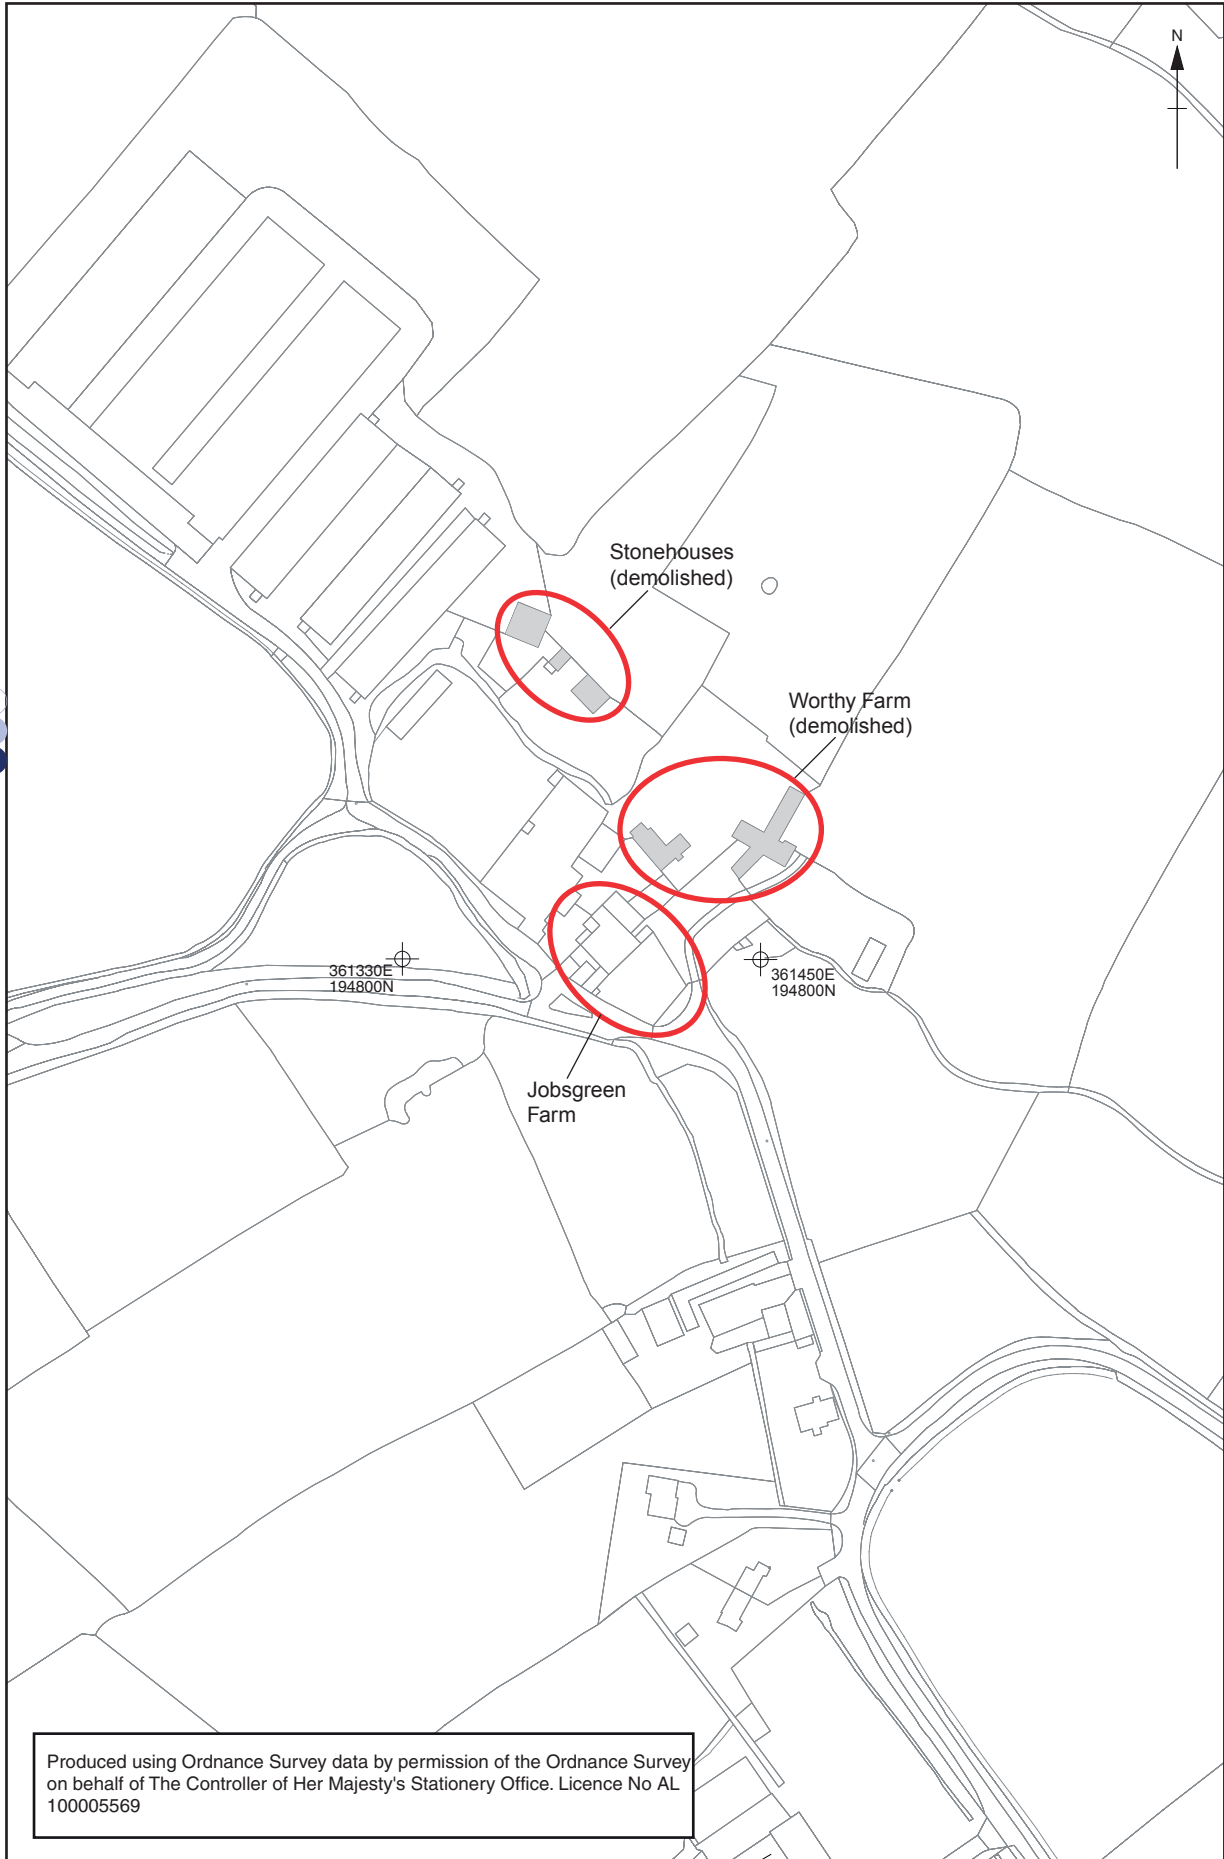 N
Stonehouses
(demolished)
Worthy Farm
(demolished)
361330E
194800N
361450E
194800N
Jobsgreen
Farm
Produced using Ordnance Survey data by permission of the Ordnance Survey
on behalf of The Controller of Her Majesty's Stationery Office. Licence No AL
100005569